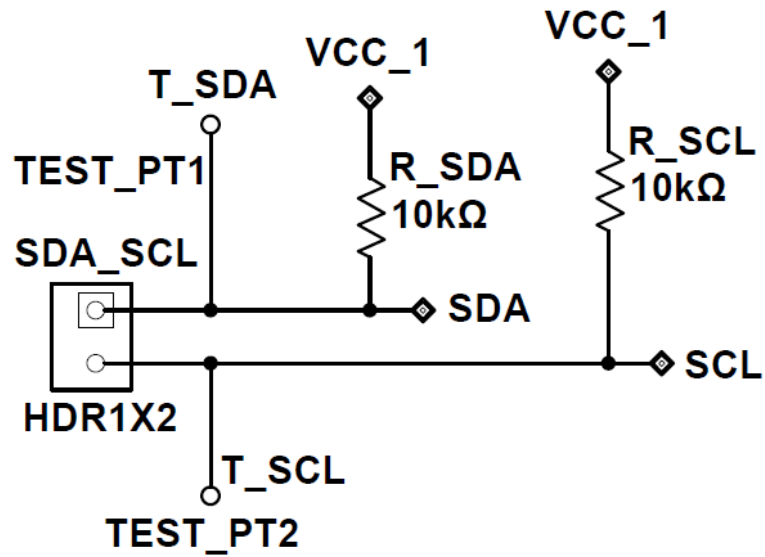 VCC_1
VCC_1
T_SDA
TEST_PT1
R_SDA
10kΩ
R_SCL
10kΩ
SDA_SCL
SDA
SCL
HDR1X2
T_SCL
TEST_PT2